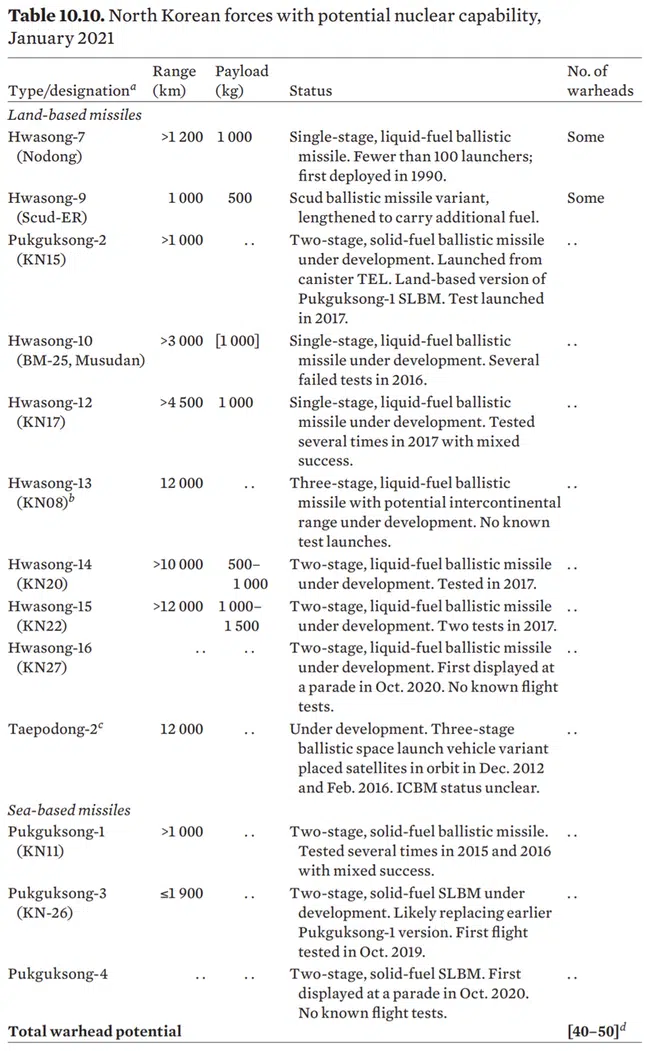 Table 10.10. North Korean forces with potential nuclear capability,
January 2021
Range Payload No. of
Type/designationᵃ (km) (kg) Status warheads
Land-based missiles
Hwasong-7 >1 200 1 000 Single-stage, liquid-fuel ballistic Some
(Nodong) missile. Fewer than 100 launchers;
first deployed in 1990.
Hwasong-9 1 000 500 Scud ballistic missile variant, Some
(Scud-ER) lengthened to carry additional fuel.
Pukguksong-2 >1 000 . . Two-stage, solid-fuel ballistic missile . .
(KN15) under development. Launched from
canister TEL. Land-based version of
Pukguksong-1 SLBM. Test launched
in 2017.
Hwasong-10 >3 000 [1 000] Single-stage, liquid-fuel ballistic . .
(BM-25, Musudan) missile under development. Several
failed tests in 2016.
Hwasong-12 >4 500 1 000 Single-stage, liquid-fuel ballistic . .
(KN17) missile under development. Tested
several times in 2017 with mixed
success.
Hwasong-13 12 000 . . Three-stage, liquid-fuel ballistic . .
(KN08)ᵇ missile with potential intercontinental
range under development. No known
test launches.
Hwasong-14 >10 000 500– Two-stage, liquid-fuel ballistic missile . .
(KN20) 1 000 under development. Tested in 2017.
Hwasong-15 >12 000 1 000– Two-stage, liquid-fuel ballistic missile . .
(KN22) 1 500 under development. Two tests in 2017.
Hwasong-16 . . . . Two-stage, liquid-fuel ballistic missile . .
(KN27) under development. First displayed at
a parade in Oct. 2020. No known flight
tests.
Taepodong-2ᶜ 12 000 . . Under development. Three-stage . .
ballistic space launch vehicle variant
placed satellites in orbit in Dec. 2012
and Feb. 2016. ICBM status unclear.
Sea-based missiles
Pukguksong-1 >1 000 . . Two-stage, solid-fuel ballistic missile. . .
(KN11) Tested several times in 2015 and 2016
with mixed success.
Pukguksong-3 ≤1 900 . . Two-stage, solid-fuel SLBM under . .
(KN-26) development. Likely replacing earlier
Pukguksong-1 version. First flight
tested in Oct. 2019.
Pukguksong-4 . . . . Two-stage, solid-fuel SLBM. First . .
displayed at a parade in Oct. 2020.
No known flight tests.
Total warhead potential [40–50]ᵈ